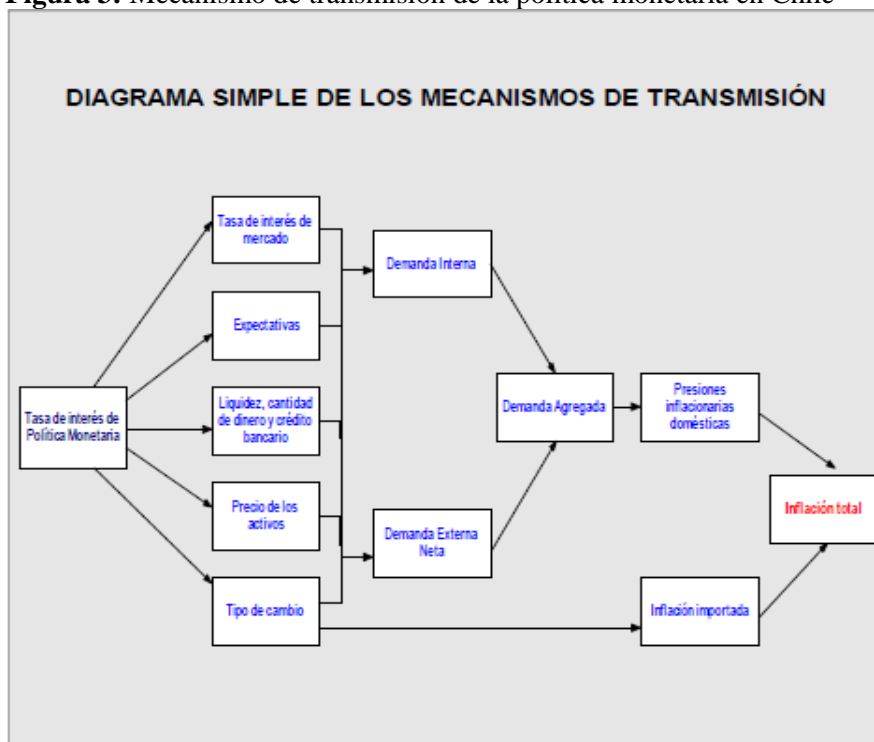 Figura 3: Mecanismo de transmisión de la política monetaria en Chile
DIAGRAMA SIMPLE DE LOS MECANISMOS DE TRANSMISIÓN
Tasa de interés de
Política Monetaria
Tasa de interés de
mercado
Expectativas
Liquidez, cantidad
de dinero y crédito
bancario
Precio de los
activos
Tipo de cambio
Demanda Interna
Demanda Externa
Neta
Demanda Agregada
Presiones
inflacionarias
domésticas
Inflación importada
Inflación total